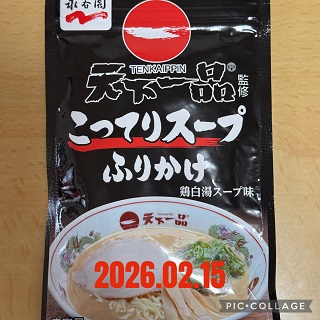 永谷園
TENKAIPPIN
天下一品®
監修
こってりスープ
ふりかけ
鶏白湯スープ味
天下一品
2026.02.15
PIC・COLLAGE